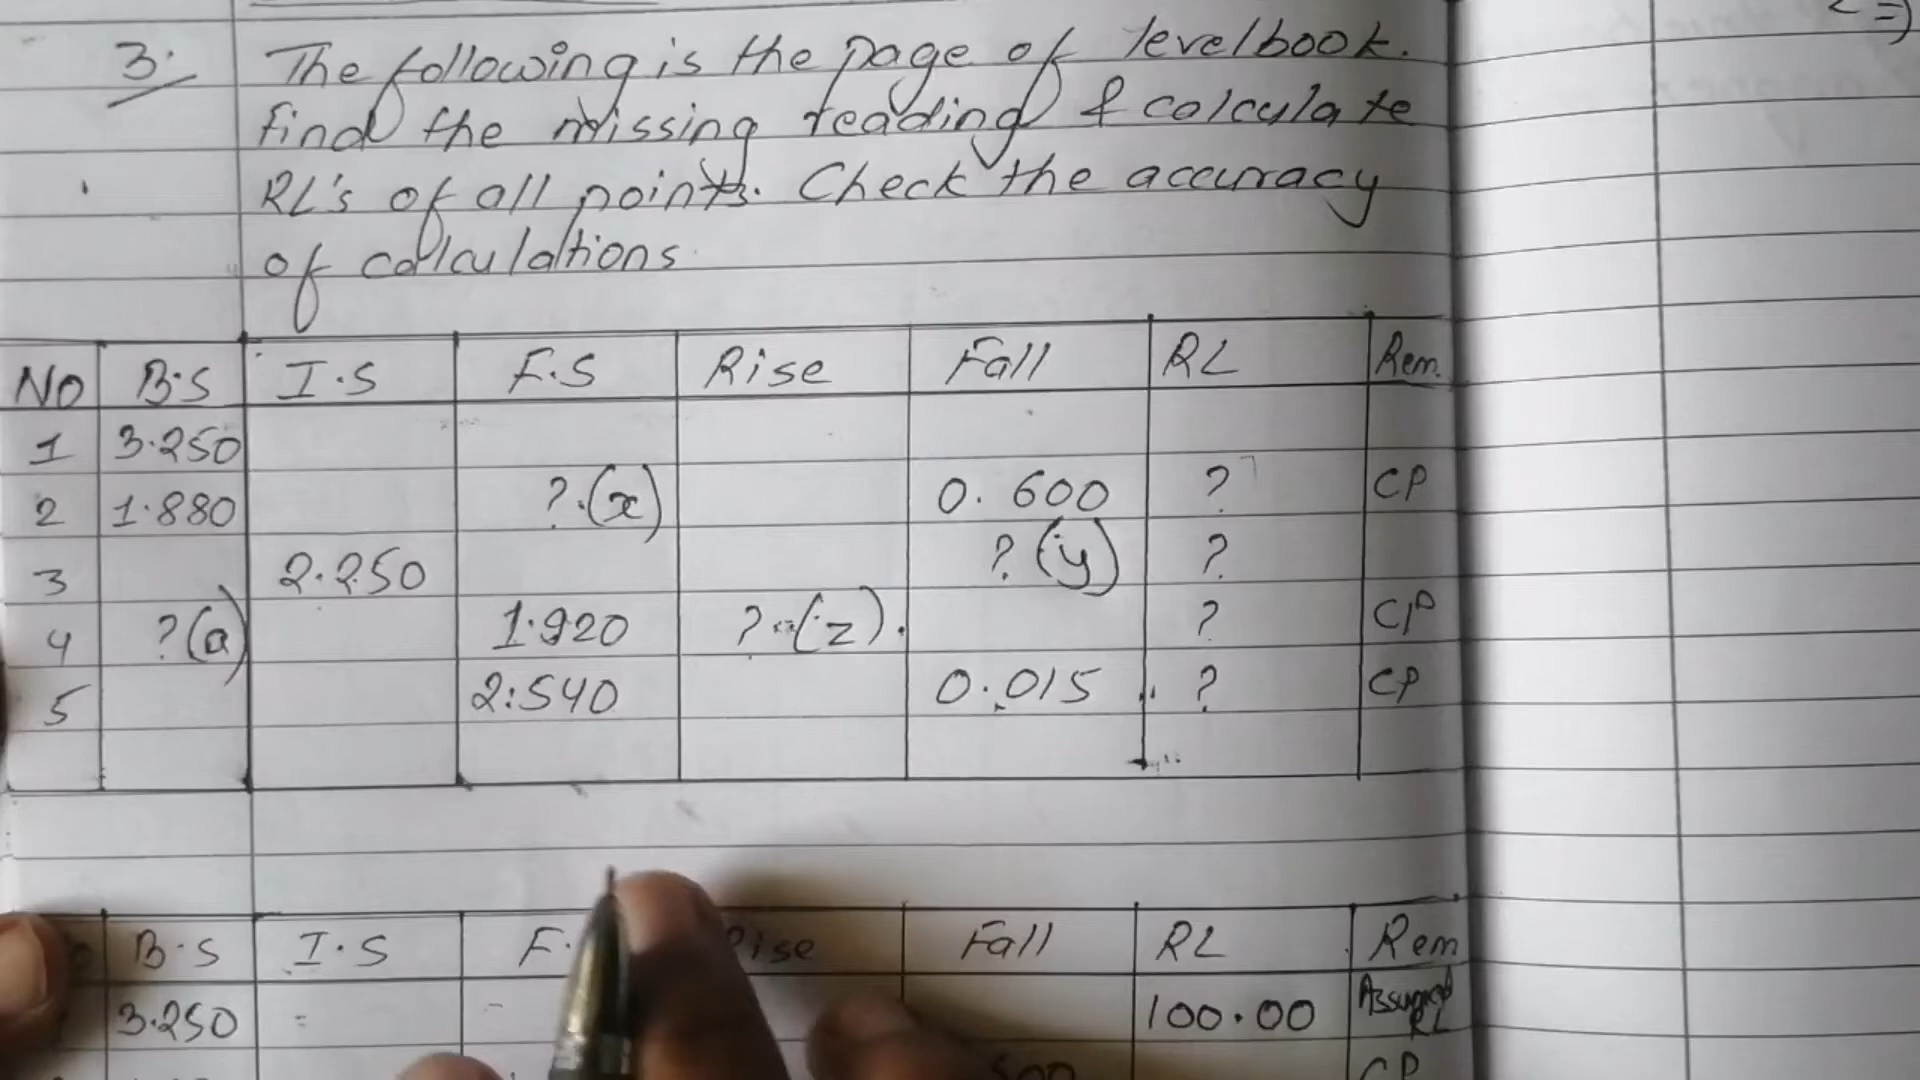 3.
The following is the page of levelbook.
find the missing reading & calculate
RL's of all points. Check the accuracy
of calculations
No B.S I.S F.S Rise Fall RL Rem.
1 3.250
2 1.880 ?.(x) 0.600 ? CP
3 2.250 ? (y) ?
4 ?(a) 1.920 ?-(z). ? CP
5 2.540 0.015 ? CP
B.S I.S F. Rise Fall RL Rem
3.250 - - 100.00 Assumed RL
CP